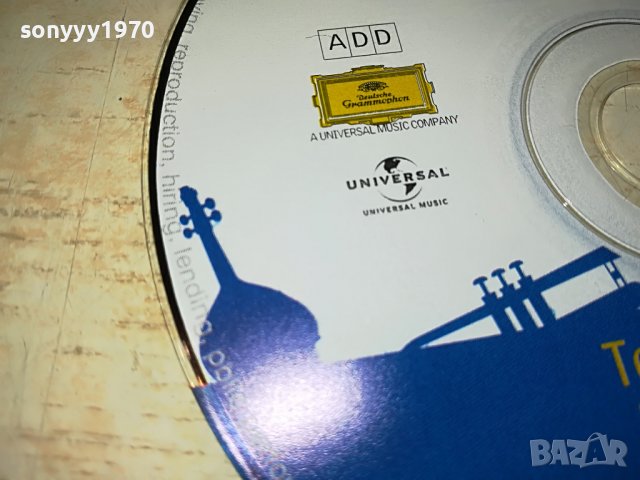 sonyyy1970
ADD
Deutsche
Grammophon
A UNIVERSAL MUSIC COMPANY
UNIVERSAL
UNIVERSAL MUSIC
reproduction, hiring, lending,
BAZAR